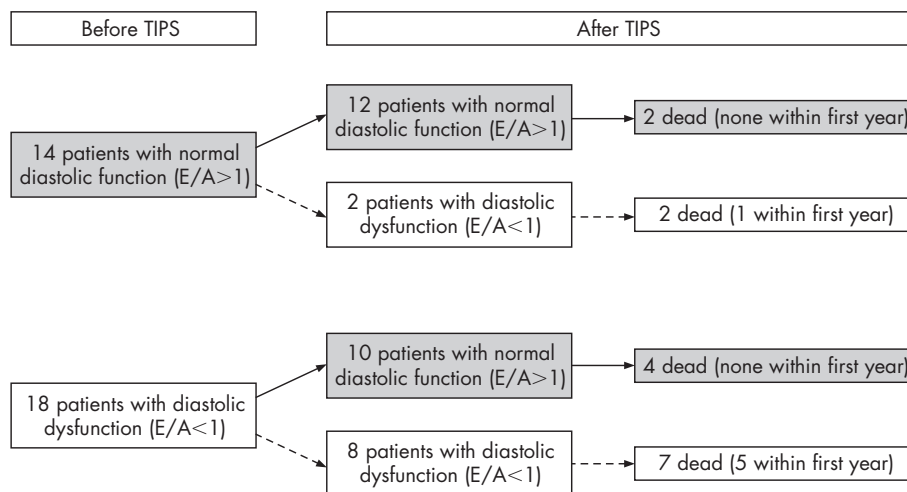 Before TIPS
After TIPS
12 patients with normal
diastolic function (E/A>1)
2 dead (none within first year)
14 patients with normal
diastolic function (E/A>1)
2 patients with diastolic
dysfunction (E/A<1)
2 dead (1 within first year)
10 patients with normal
diastolic function (E/A>1)
4 dead (none within first year)
18 patients with diastolic
dysfunction (E/A<1)
8 patients with diastolic
dysfunction (E/A<1)
7 dead (5 within first year)